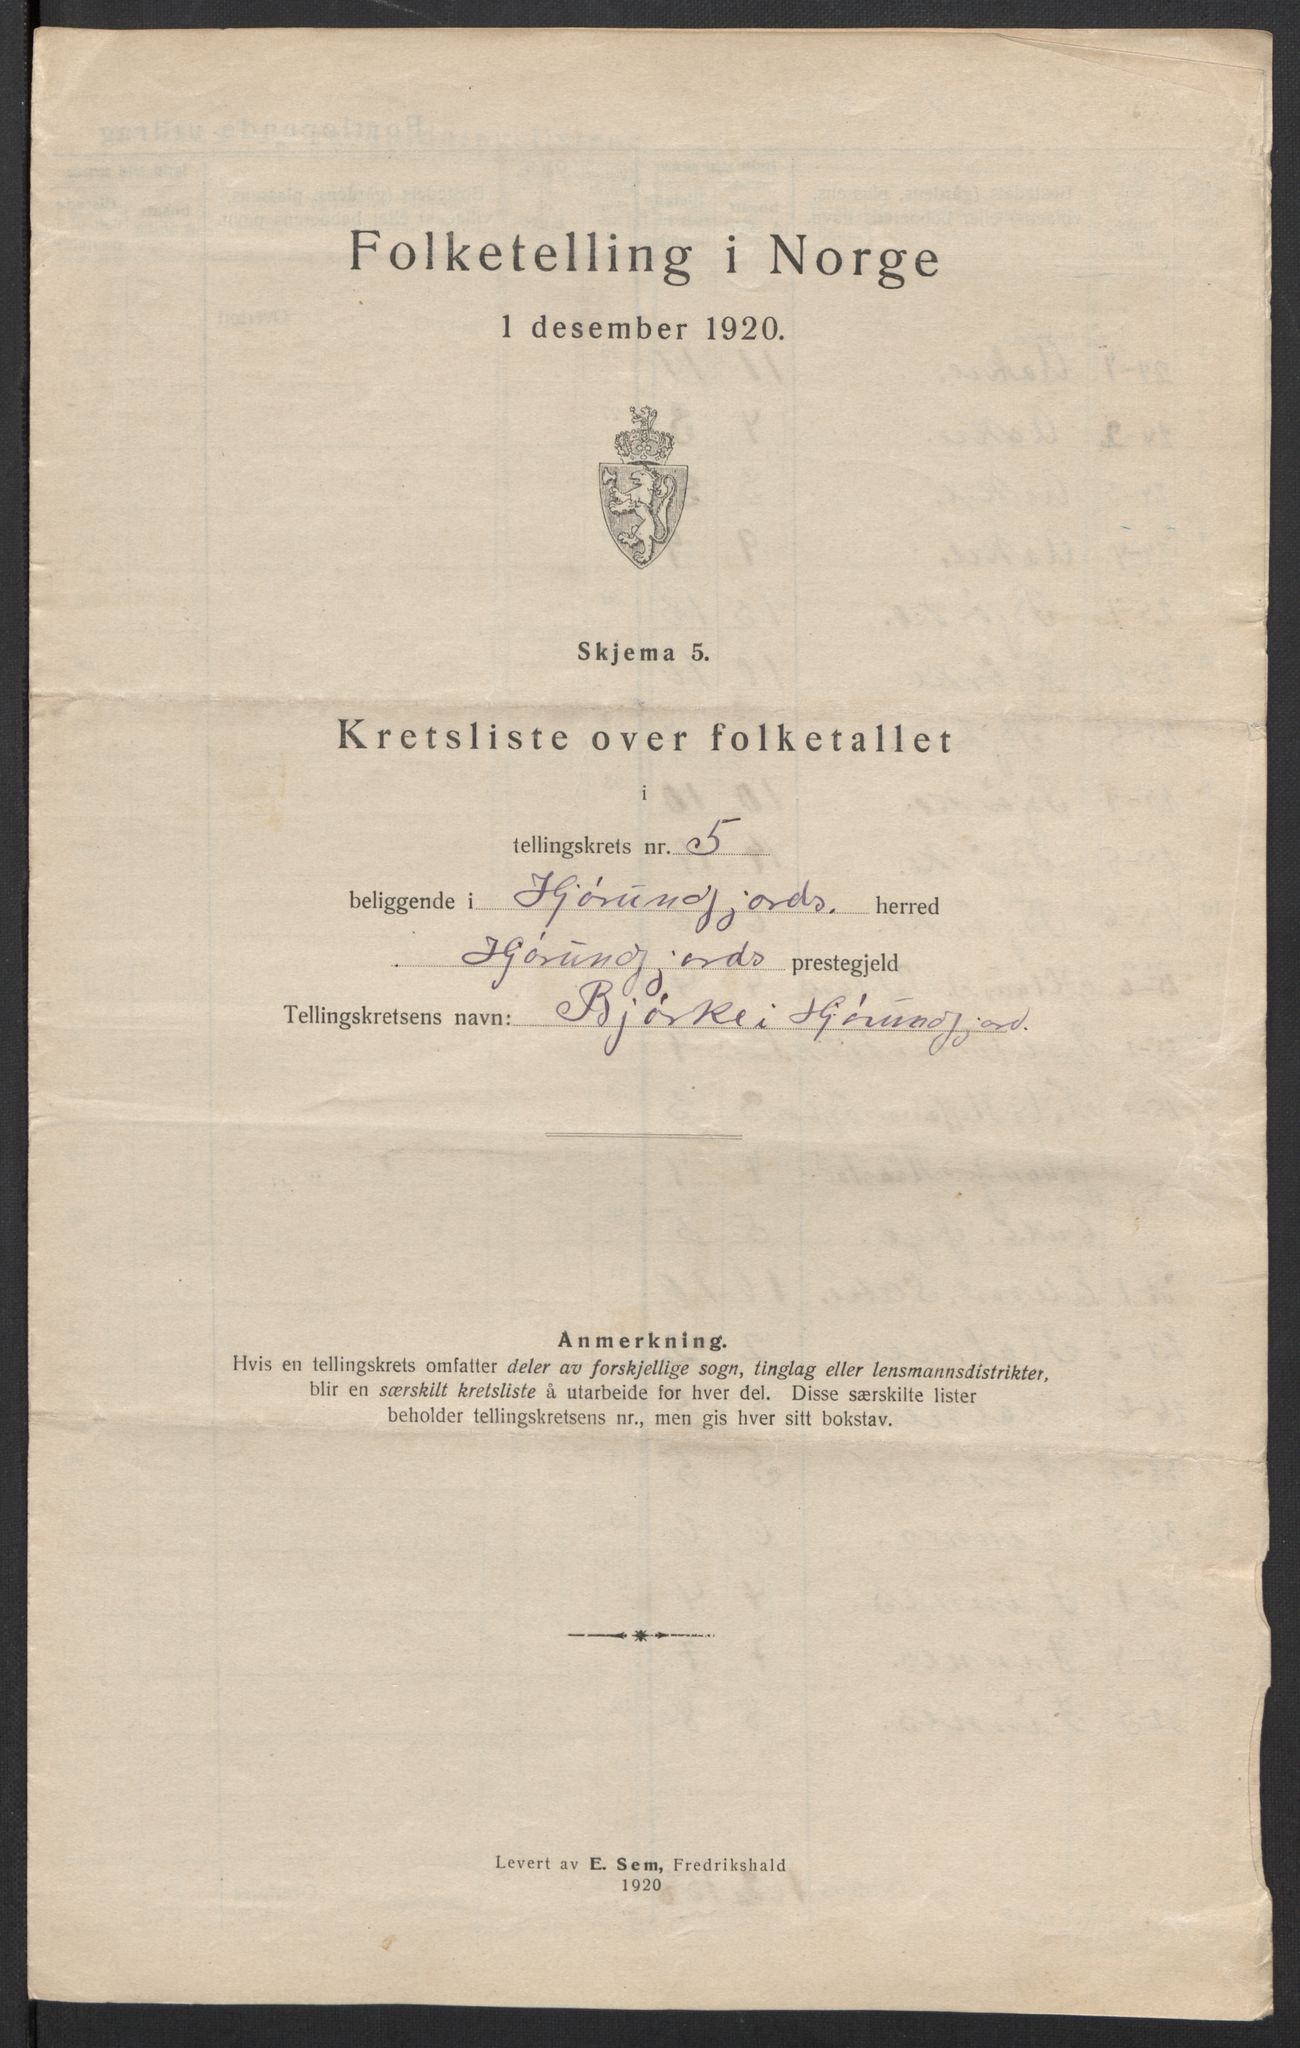 Folketelling i Norge
1 desember 1920.
Skjema 5.
Kretsliste over folketallet
i
tellingskrets nr. 5
beliggende i Hjørundfjords. herred
Hjørundfjords prestegjeld
Tellingskretsens navn: Bjørke i Hjørundfjord.
Anmerkning.
Hvis en tellingskrets omfatter deler av forskjellige sogn, tinglag eller lensmannsdistrikter,
blir en særskilt kretsliste å utarbeide for hver del. Disse særskilte lister
beholder tellingskretsens nr., men gis hver sitt bokstav.
Levert av E. Sem, Fredrikshald
1920